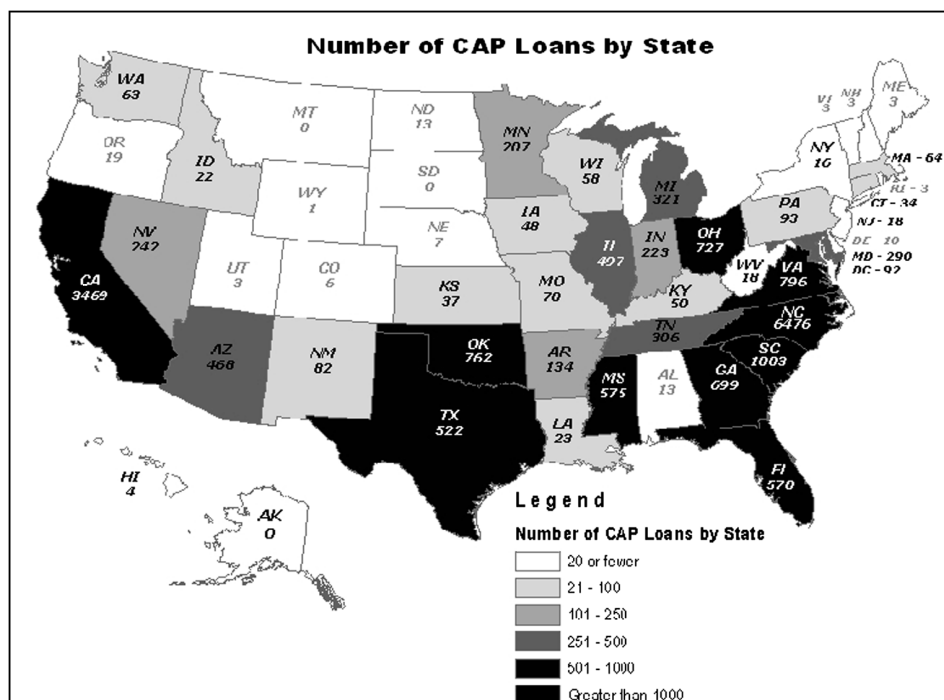 Number of CAP Loans by State
WA
63
MT
0
ND
13
MN
207
VI
3
NH
3
ME
3
OR
19
ID
22
SD
0
WI
58
MI
321
NY
16
MA - 64
RI - 3
CT - 34
WY
1
IA
48
PA
93
NJ - 18
NE
7
NV
242
IN
223
OH
727
DE 10
MD - 290
DC - 92
UT
3
CO
6
497
WV
18
VA
796
CA
3469
KS
37
MO
70
KY
50
NC
6476
AZ
468
NM
82
OK
762
AR
134
TN
306
SC
1003
MS
575
AL
13
GA
699
TX
522
LA
23
HI
4
AK
0
570
Legend
Number of CAP Loans by State
20 or fewer
21 - 100
101 - 250
251 - 500
501 - 1000
Greater than 1000